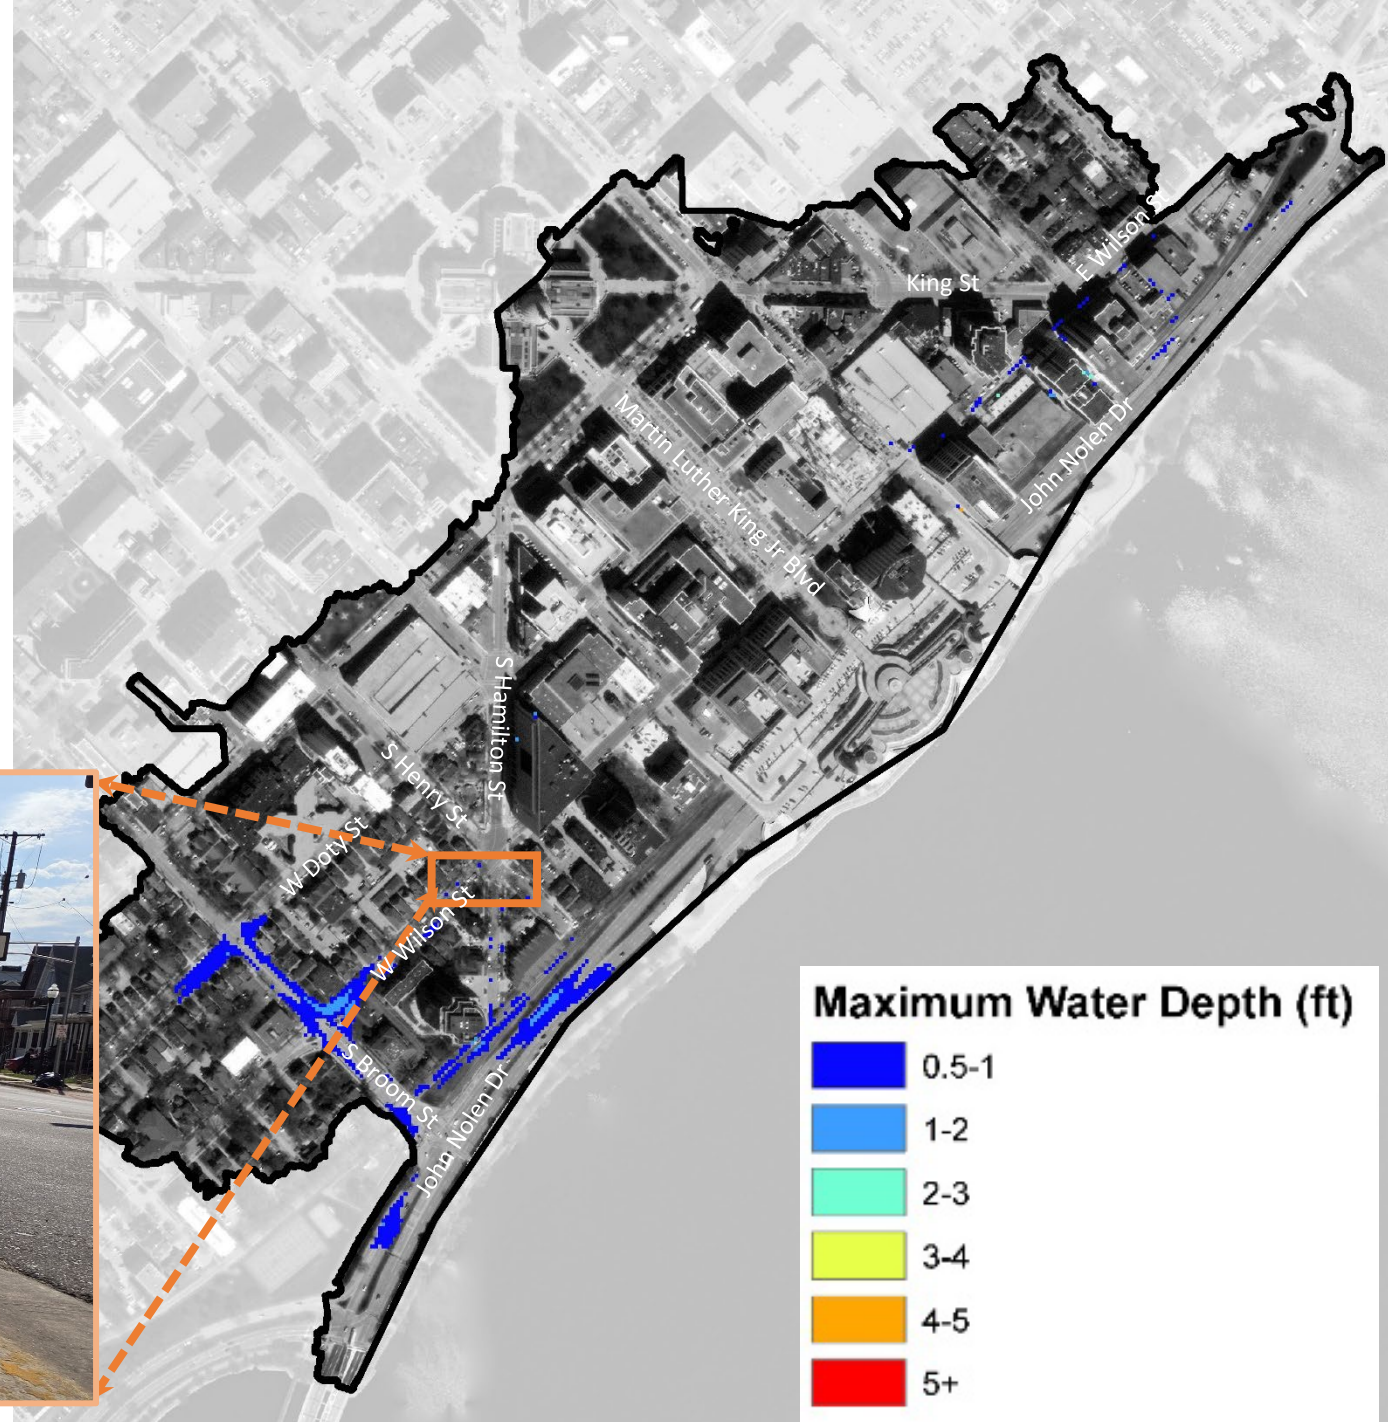 E Wilson St
King St
Martin Luther King Jr Blvd
John Nolen Dr
S Hamilton St
S Henry St
W Doty St
W Wilson St
S Broom St
John Nolen Dr
Maximum Water Depth (ft)
0.5-1
1-2
2-3
3-4
4-5
5+